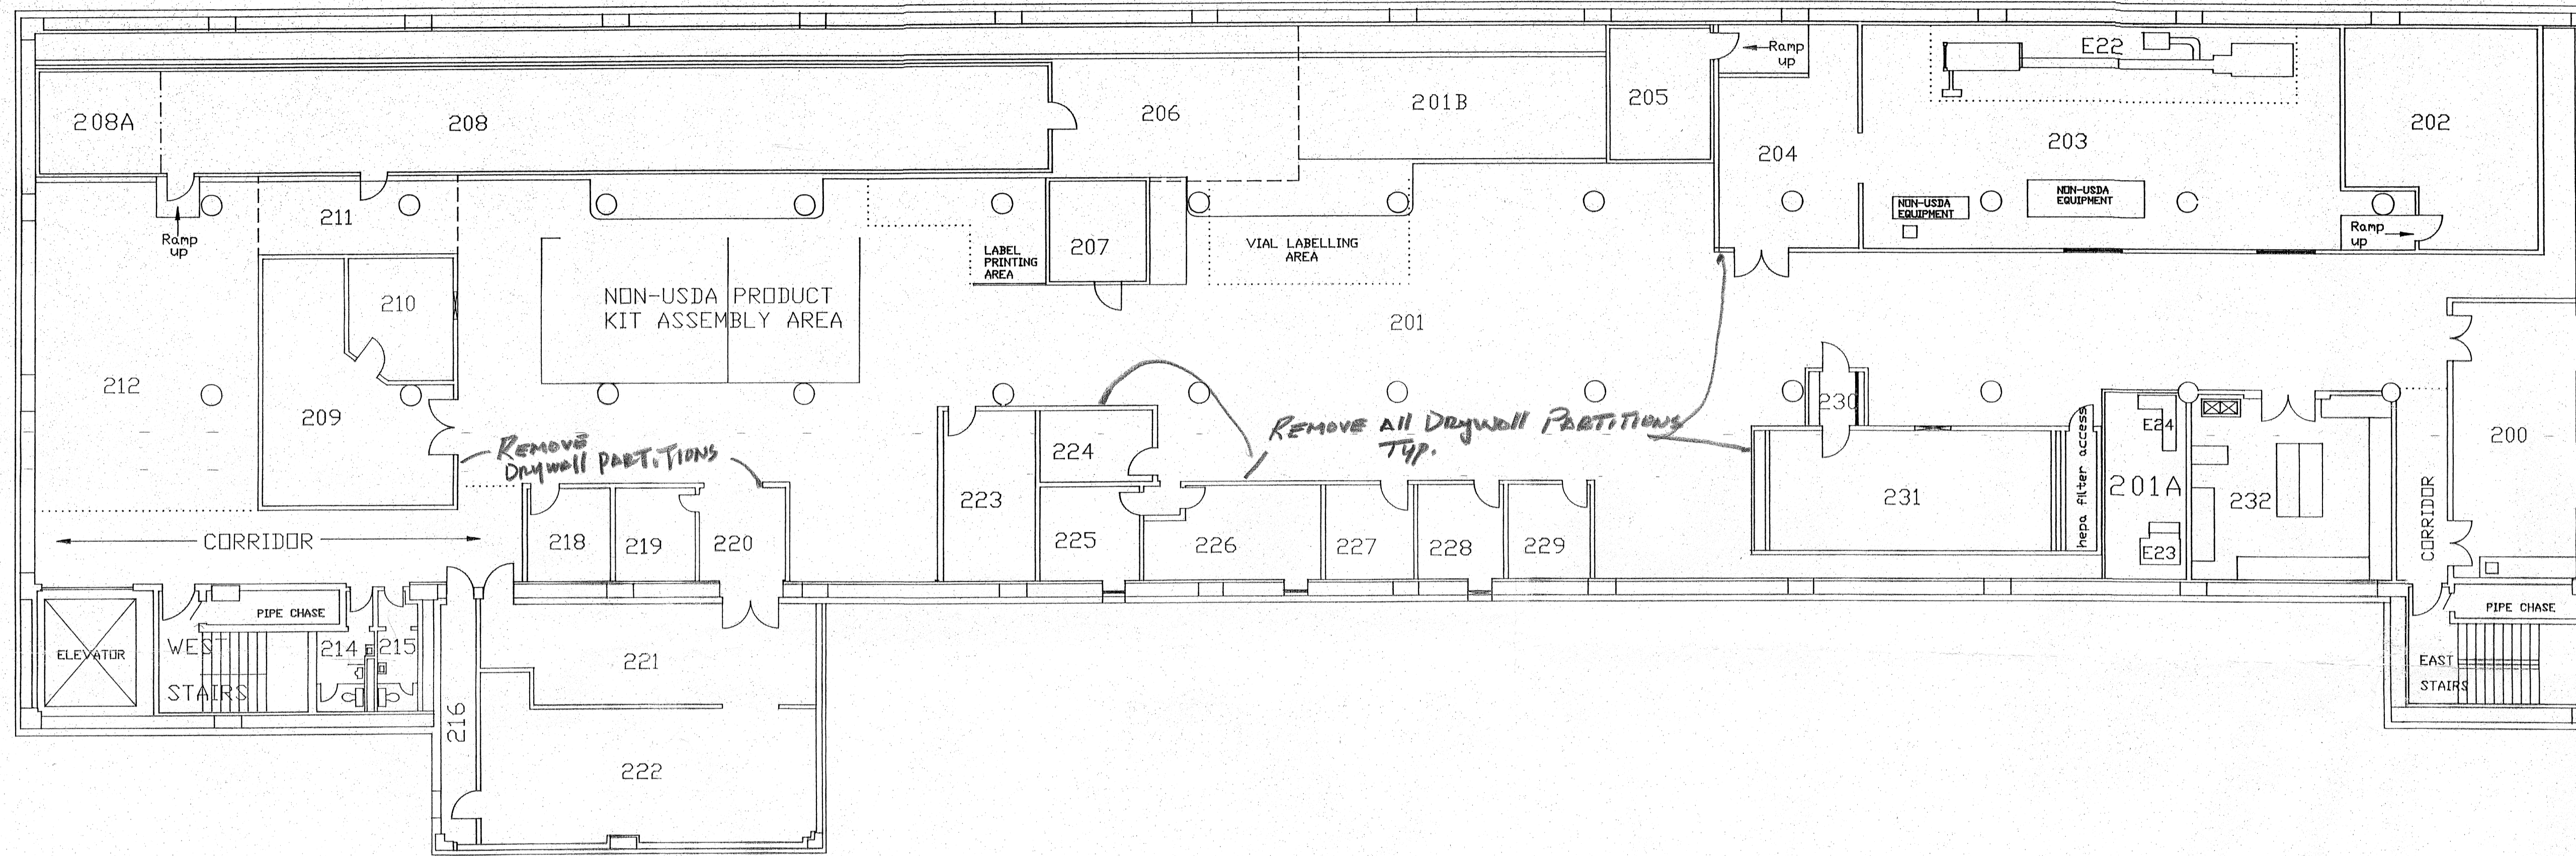 E22
Ramp
up
208A
208
206
201B
205
204
203
202
NON-USDA
EQUIPMENT
NON-USDA
EQUIPMENT
Ramp
up
211
Ramp
up
LABEL
PRINTING
AREA
207
VIAL LABELLING
AREA
210
NON-USDA PRODUCT
KIT ASSEMBLY AREA
201
212
209
REMOVE
Drywall PARTITIONS
REMOVE All Drywall PARTITIONS
TYP.
230
224
223
225
226
227
228
229
231
hepa filter access
E24
201A
E23
232
CORRIDOR
200
CORRIDOR
218
219
220
PIPE CHASE
ELEVATOR
WEST
STAIRS
214
215
216
221
222
PIPE CHASE
EAST
STAIRS